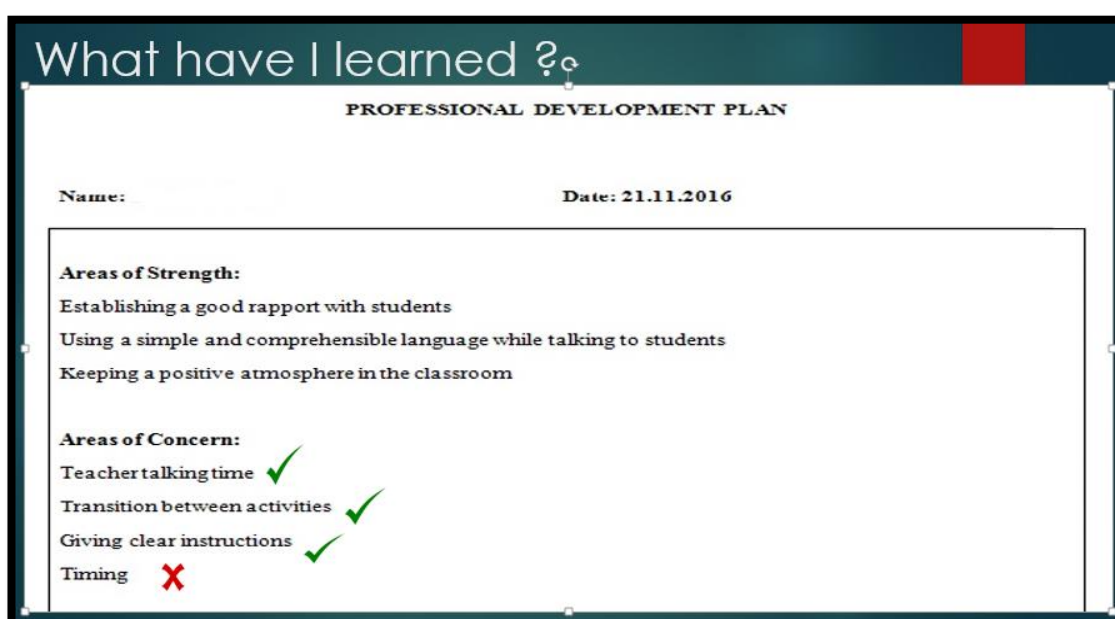 What have I learned ?
PROFESSIONAL DEVELOPMENT PLAN
Name: Date: 21.11.2016
Areas of Strength:
Establishing a good rapport with students
Using a simple and comprehensible language while talking to students
Keeping a positive atmosphere in the classroom
Areas of Concern:
Teacher talking time
Transition between activities
Giving clear instructions
Timing